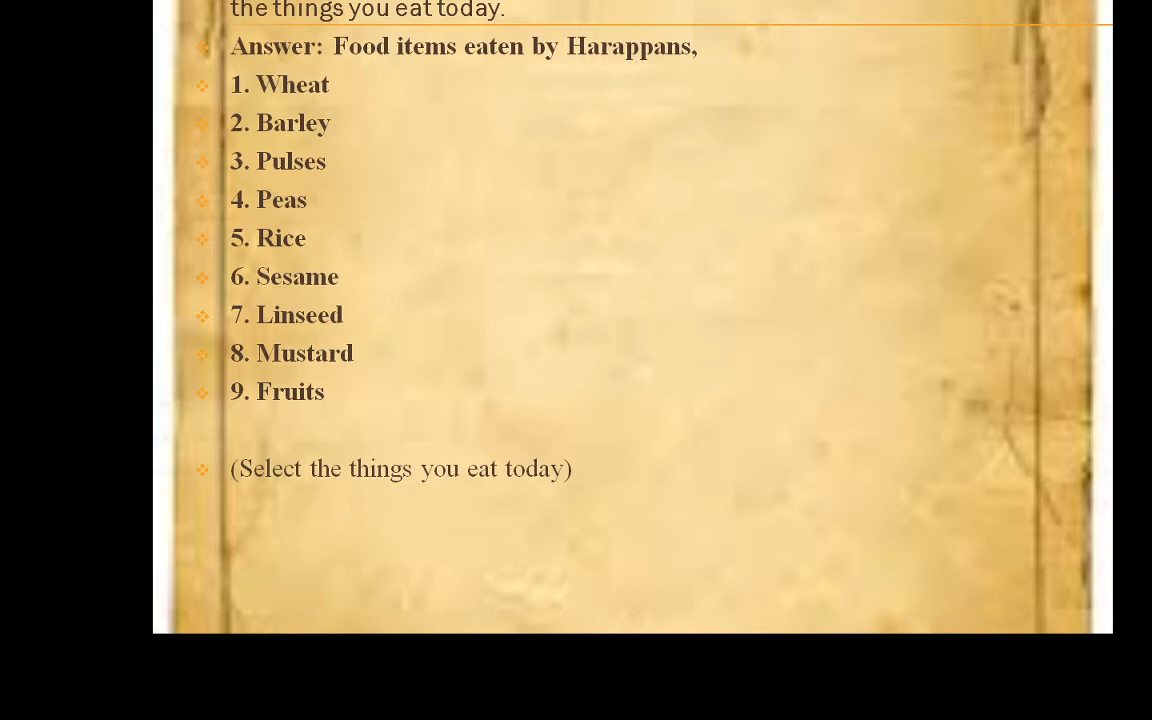 the things you eat today.
Answer: Food items eaten by Harappans,
1. Wheat
2. Barley
3. Pulses
4. Peas
5. Rice
6. Sesame
7. Linseed
8. Mustard
9. Fruits
(Select the things you eat today)